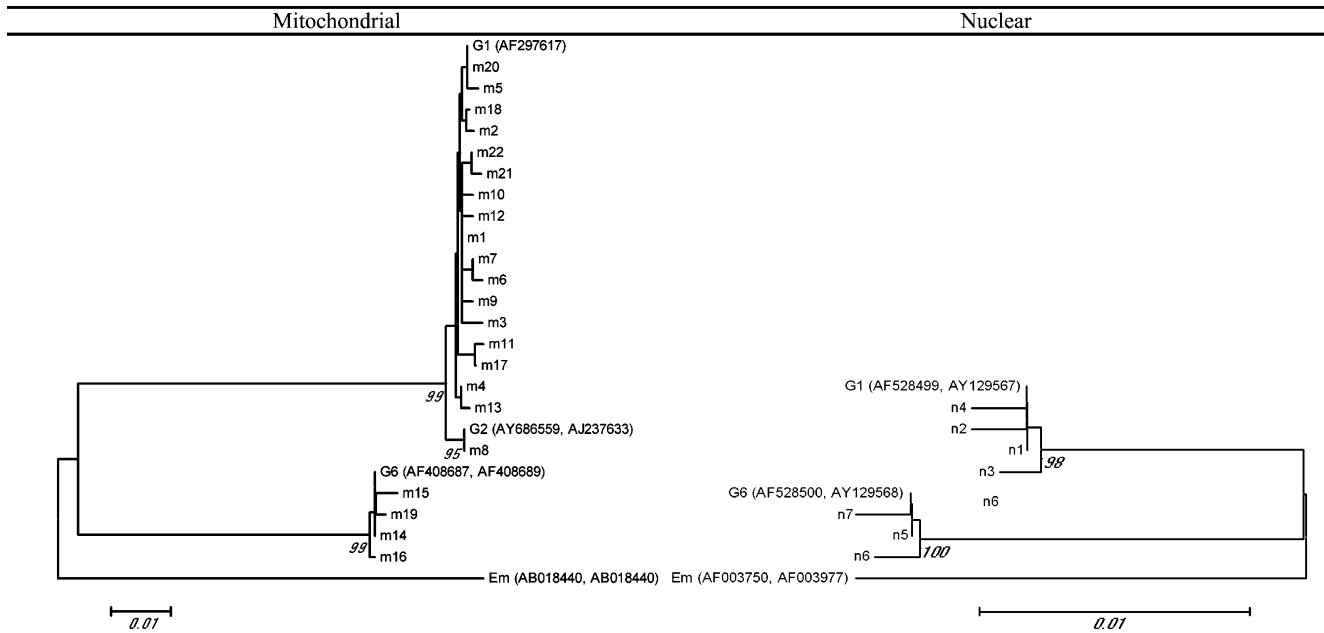 Mitochondrial
Nuclear
G1 (AF297617)
m20
m5
m18
m2
m22
m21
m10
m12
m1
m7
m6
m9
m3
m11
m17
m4
m13
99
G2 (AY686559, AJ237633)
m8
95
G6 (AF408687, AF408689)
m15
m19
m14
m16
99
Em (AB018440, AB018440)
0.01
G1 (AF528499, AY129567)
n4
n2
n1
n3
98
n6
G6 (AF528500, AY129568)
n7
n5
n6
100
Em (AF003750, AF003977)
0.01